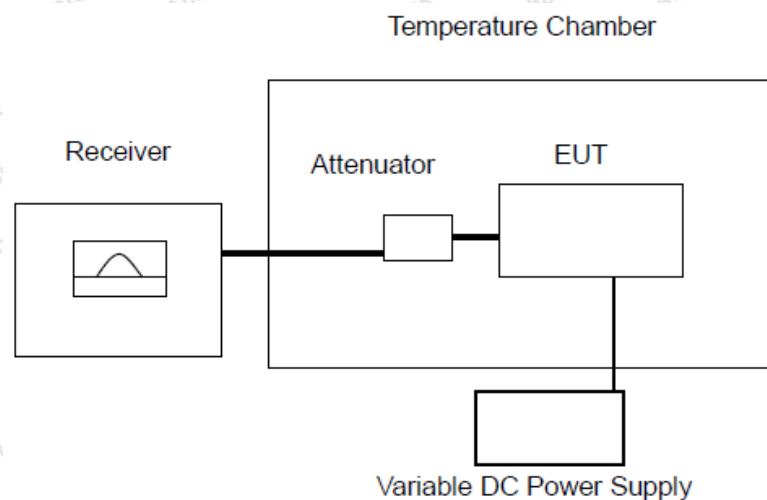 Temperature Chamber
Receiver
Attenuator
EUT
Variable DC Power Supply